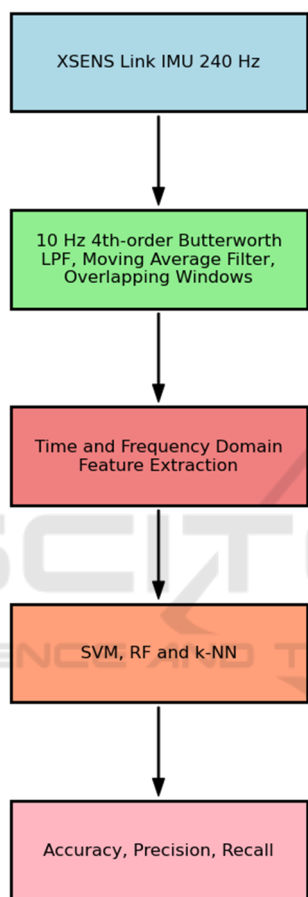 XSENS Link IMU 240 Hz
10 Hz 4th-order Butterworth
LPF, Moving Average Filter,
Overlapping Windows
Time and Frequency Domain
Feature Extraction
SVM, RF and k-NN
Accuracy, Precision, Recall